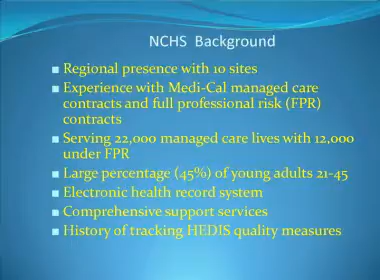 NCHS Background
Regional presence with 10 sites
Experience with Medi-Cal managed care
contracts and full professional risk (FPR)
contracts
Serving 22,000 managed care lives with 12,000
under FPR
Large percentage (45%) of young adults 21-45
Electronic health record system
Comprehensive support services
History of tracking HEDIS quality measures